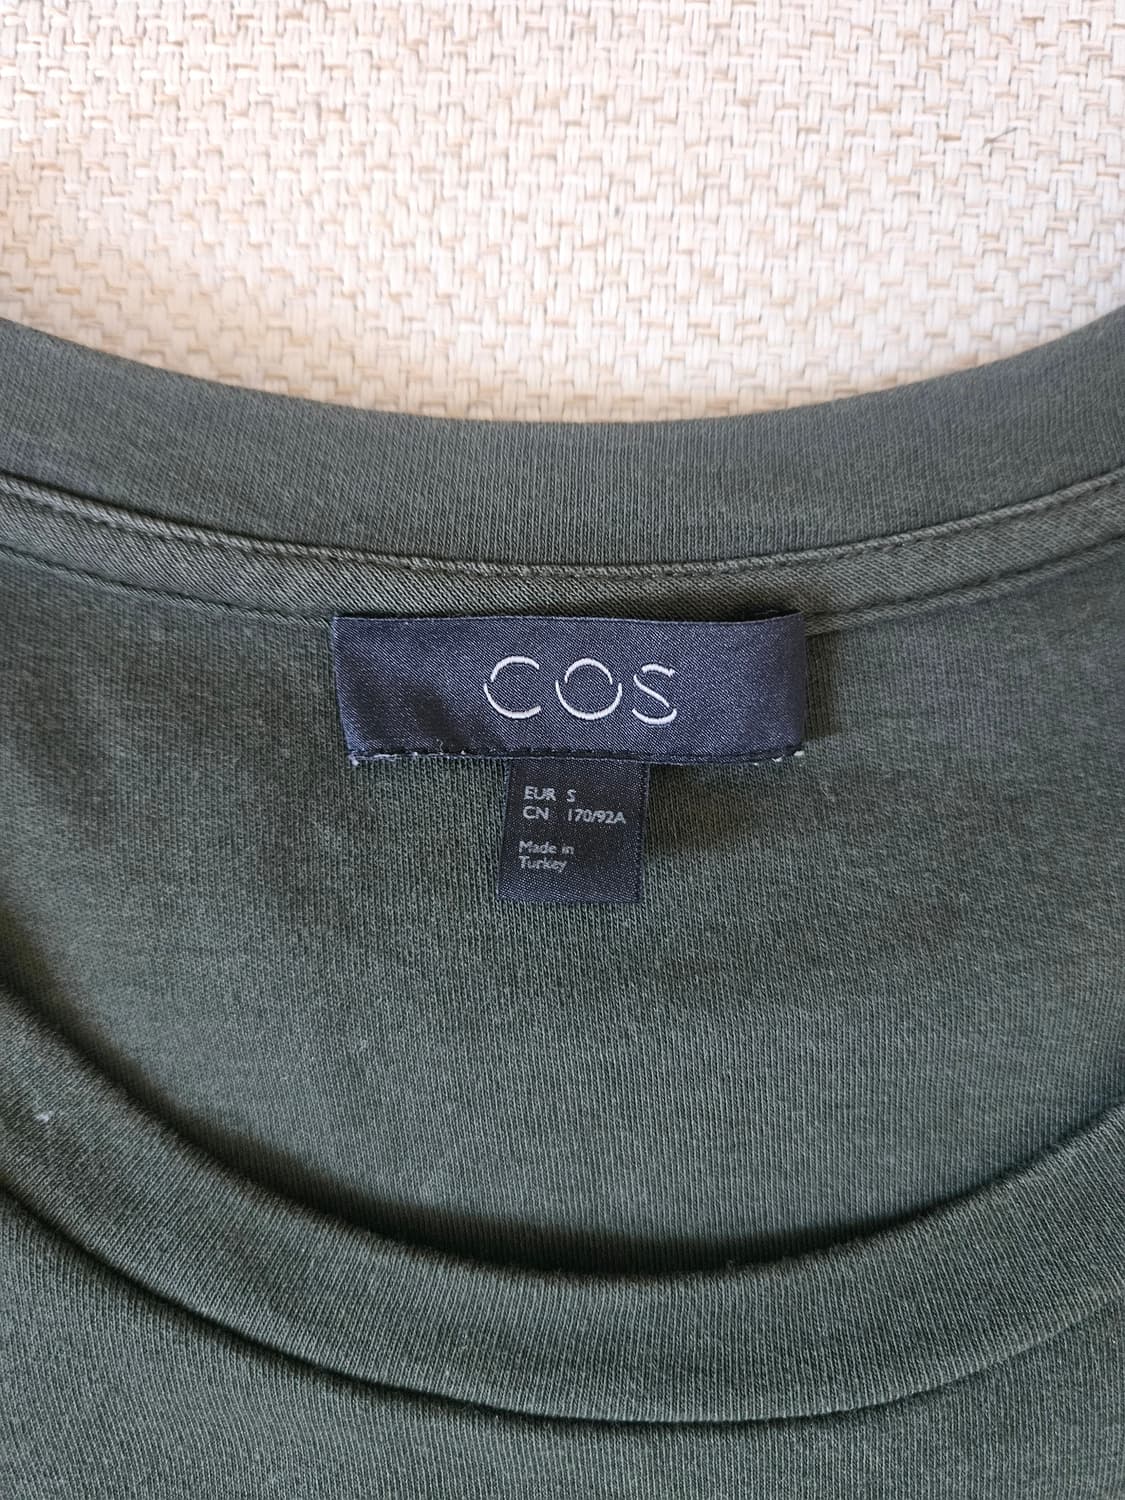 COS
EUR S
CN 170/92A
Made in
Turkey